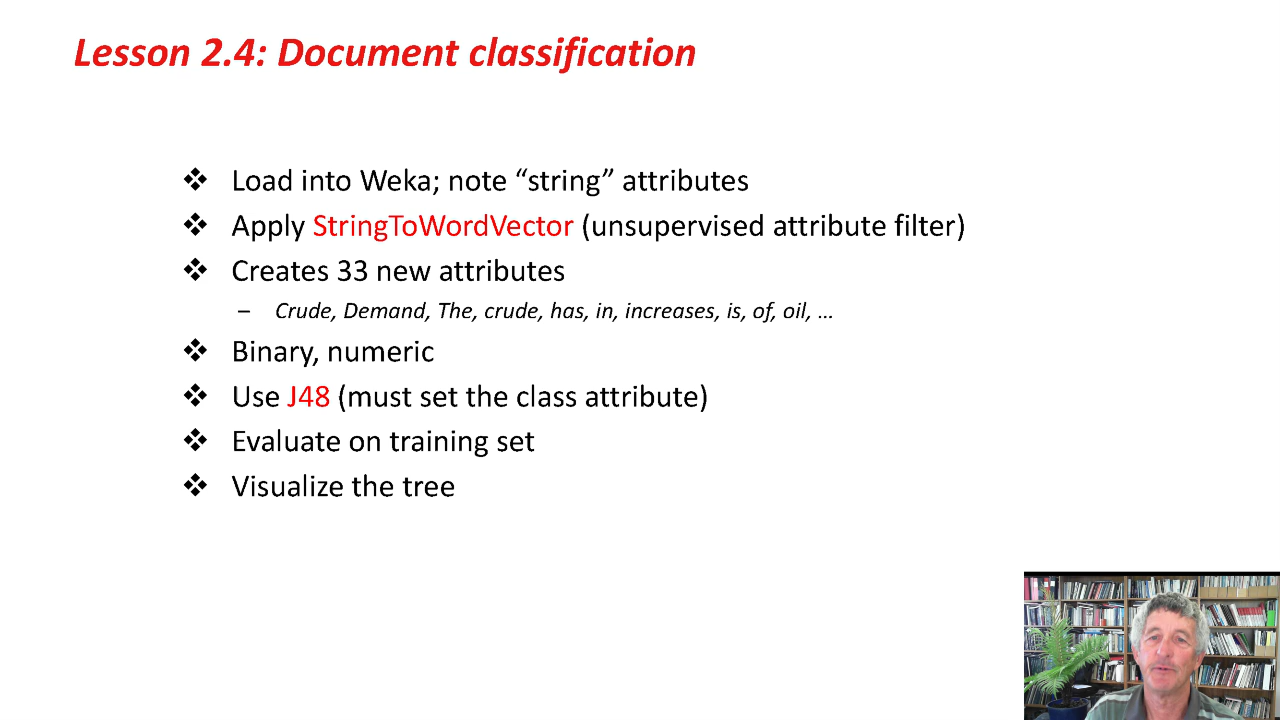 Lesson 2.4: Document classification
❖ Load into Weka; note “string” attributes
❖ Apply StringToWordVector (unsupervised attribute filter)
❖ Creates 33 new attributes
– Crude, Demand, The, crude, has, in, increases, is, of, oil, …
❖ Binary, numeric
❖ Use J48 (must set the class attribute)
❖ Evaluate on training set
❖ Visualize the tree